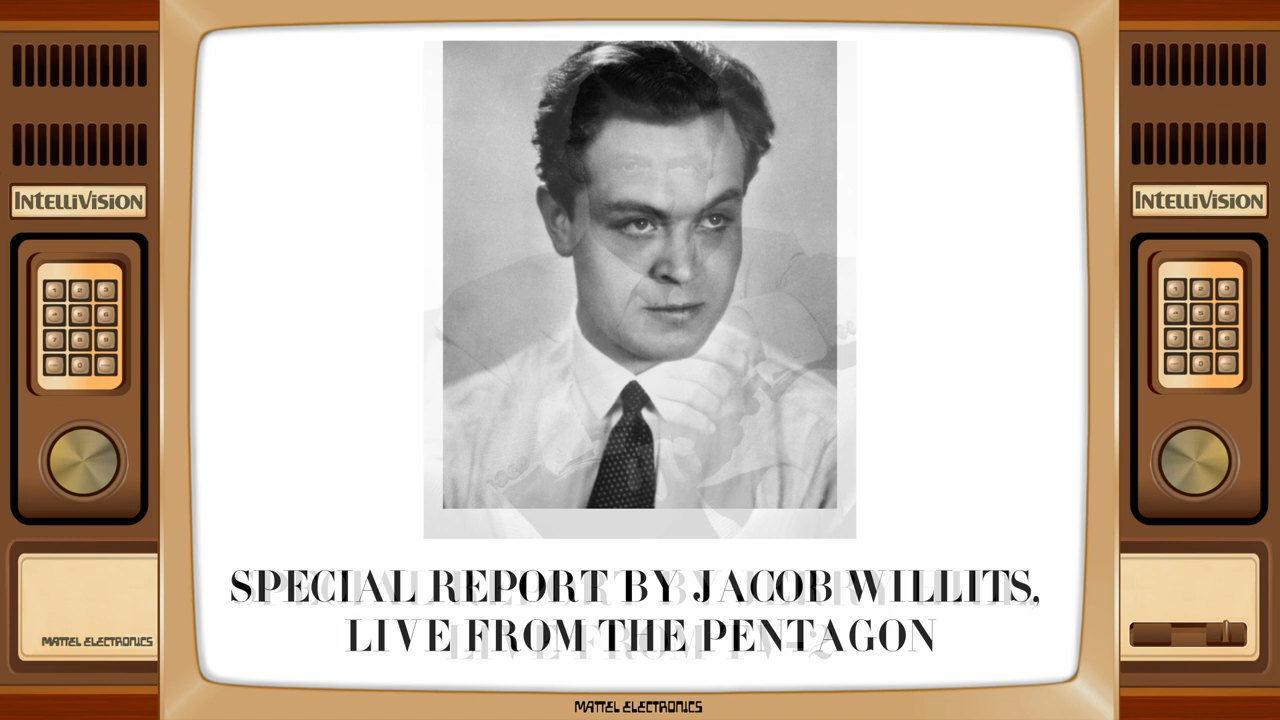 INTELLIVISION
INTELLIVISION
SPECIAL REPORT BY JACOB WILLITS,
LIVE FROM THE PENTAGON
MATTEL ELECTRONICS
MATTEL ELECTRONICS